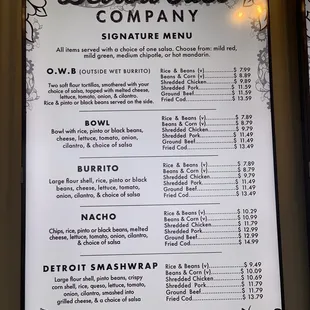 COMPANY
SIGNATURE MENU
All items served with a choice of one salsa. Choose from: mild red,
mild green, medium chipotle, or hot mandarin.
O.W.B (OUTSIDE WET BURRITO)
Two soft flour tortillas, smothered with your
choice of salsa, topped with melted cheese,
lettuce, tomato, onion, & cilantro.
Rice & pinto or black beans served on the side.
Rice & Beans (v)....................$ 7.99
Beans & Corn (v)....................$ 8.89
Shredded Chicken....................$ 9.89
Shredded Pork....................$ 11.59
Ground Beef....................$ 11.59
Fried Cod....................$ 13.59
BOWL
Bowl with rice, pinto or black beans,
cheese, lettuce, tomato, onion,
cilantro, & choice of salsa
Rice & Beans (v)....................$ 7.89
Beans & Corn (v)....................$ 8.79
Shredded Chicken....................$ 9.79
Shredded Pork....................$ 11.49
Ground Beef....................$ 11.49
Fried Cod....................$ 13.49
BURRITO
Large flour shell, rice, pinto or black
beans, cheese, lettuce, tomato,
onion, cilantro, & choice of salsa
Rice & Beans (v)....................$ 7.89
Beans & Corn (v)....................$ 8.79
Shredded Chicken....................$ 9.79
Shredded Pork....................$ 11.49
Ground Beef....................$ 11.49
Fried Cod....................$ 13.49
NACHO
Chips, rice, pinto or black beans, melted
cheese, lettuce, tomato, onion, cilantro,
& choice of salsa
Rice & Beans (v)....................$ 10.29
Beans & Corn (v)....................$ 10.99
Shredded Chicken....................$ 11.79
Shredded Pork....................$ 12.99
Ground Beef....................$ 12.99
Fried Cod....................$ 14.99
DETROIT SMASHWRAP
Large flour shell, pinto beans, crispy
corn shell, rice, queso, lettuce, tomato,
onion, cilantro, smashed into
grilled cheese, & a choice of salsa
Rice & Beans (v)....................$ 9.49
Beans & Corn (v)....................$ 10.09
Shredded Chicken....................$ 10.69
Shredded Pork....................$ 11.79
Ground Beef....................$ 11.79
Fried Cod....................$ 13.79